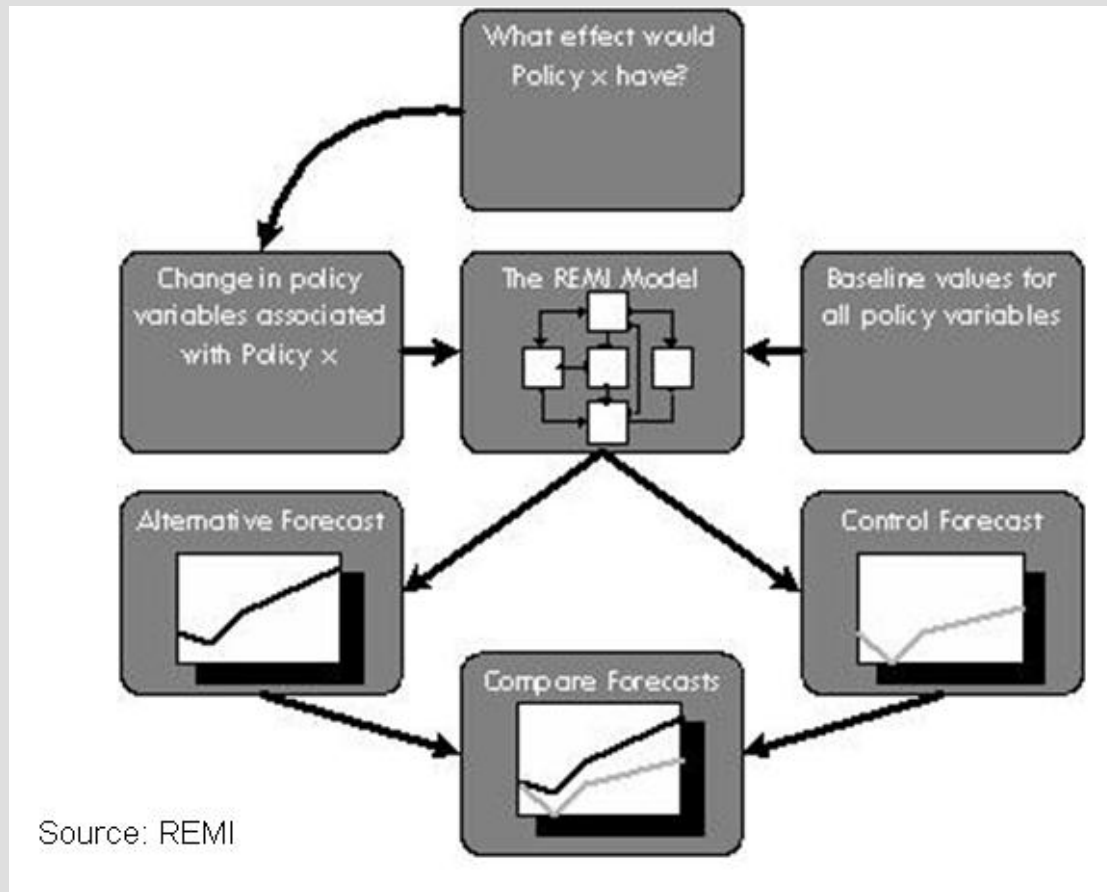 What effect would
Policy x have?
Change in policy
variables associated
with Policy x
The REMI Model
Baseline values for
all policy variables
Alternative Forecast
Control Forecast
Compare Forecasts
Source: REMI